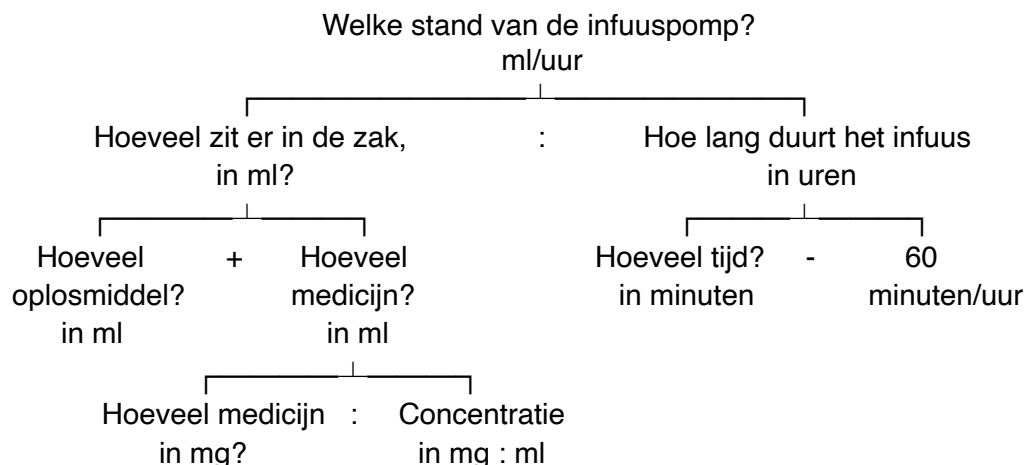 Welke stand van de infuuspomp?
ml/uur
Hoeveel zit er in de zak, : Hoe lang duurt het infuus
in ml? in uren
Hoeveel + Hoeveel Hoeveel tijd? - 60
oplosmiddel? medicijn? in minuten minuten/uur
in ml in ml
Hoeveel medicijn : Concentratie
in mg? in mg : ml